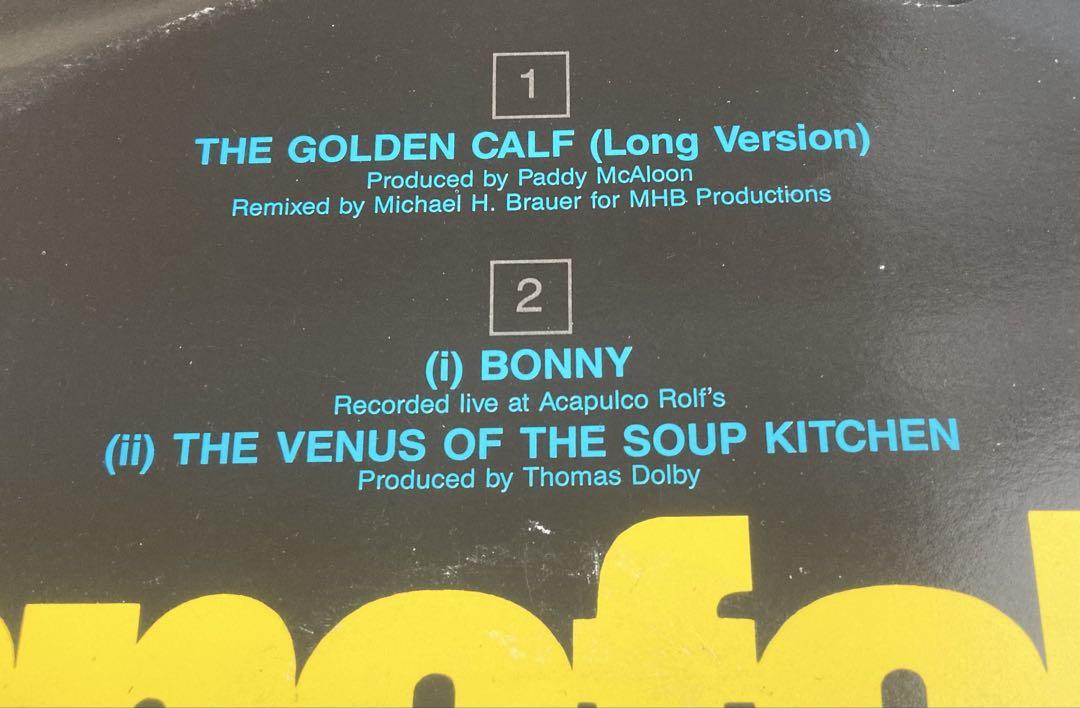 1
THE GOLDEN CALF (Long Version)
Produced by Paddy McAloon
Remixed by Michael H. Brauer for MHB Productions
2
(i) BONNY
Recorded live at Acapulco Rolf's
(ii) THE VENUS OF THE SOUP KITCHEN
Produced by Thomas Dolby